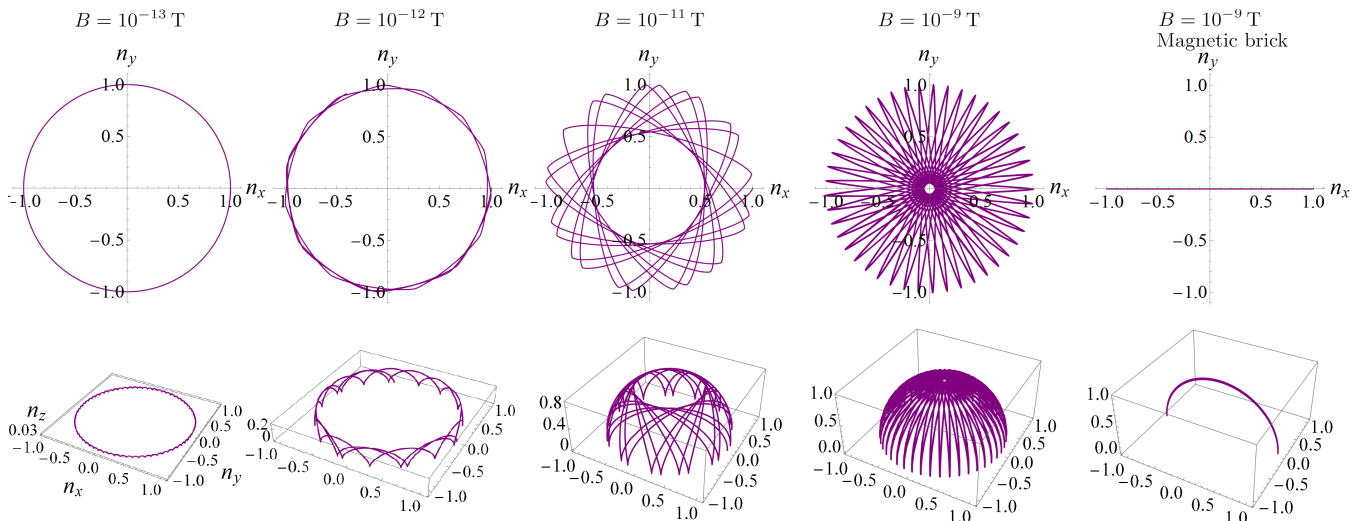 B = 10⁻¹³ T
B = 10⁻¹² T
B = 10⁻¹¹ T
B = 10⁻⁹ T
B = 10⁻⁹ T
Magnetic brick
n_y
1.0
0.5
−0.5
−1.0
−1.0 −0.5 0.5 1.0 n_x
n_y
1.0
0.5
−0.5
−1.0
−1.0 −0.5 0.5 1.0 n_x
n_y
1.0
0.5
−0.5
−1.0
−1.0 −0.5 0.5 1.0 n_x
n_y
1.0
0.5
−0.5
−1.0
−1.0 −0.5 0.5 1.0 n_x
n_y
1.0
0.5
−0.5
−1.0
−1.0 −0.5 0.5 1.0 n_x
n_z
0.03
−1.0 −0.5 0.0 0.5 1.0
n_x
1.0 0.5 0.0 −0.5 −1.0
n_y
0.2
0
−1.0 −0.5 0.0 0.5 1.0
1.0 0.5 0.0 −0.5 −1.0
0.8
0.4
0
−1.0 −0.5 0.0 0.5 1.0
1.0 0.5 0.0 −0.5 −1.0
1.0
0.5
0.0
−1.0 −0.5 0.0 0.5 1.0
1.0 0.5 0.0 −0.5 −1.0
1.0
0.5
0.0
−1.0 −0.5 0.0 0.5 1.0
1.0 0.5 0.0 −0.5 −1.0